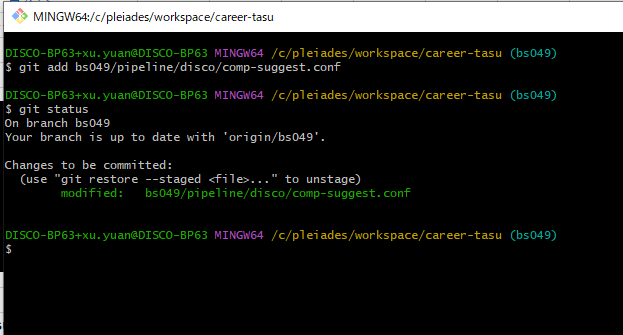 MINGW64:/c/pleiades/workspace/career-tasu
DISCO-BP63+xu.yuan@DISCO-BP63 MINGW64 /c/pleiades/workspace/career-tasu (bs049)
$ git add bs049/pipeline/disco/comp-suggest.conf
DISCO-BP63+xu.yuan@DISCO-BP63 MINGW64 /c/pleiades/workspace/career-tasu (bs049)
$ git status
On branch bs049
Your branch is up to date with 'origin/bs049'.
Changes to be committed:
(use "git restore --staged <file>..." to unstage)
modified:   bs049/pipeline/disco/comp-suggest.conf
DISCO-BP63+xu.yuan@DISCO-BP63 MINGW64 /c/pleiades/workspace/career-tasu (bs049)
$